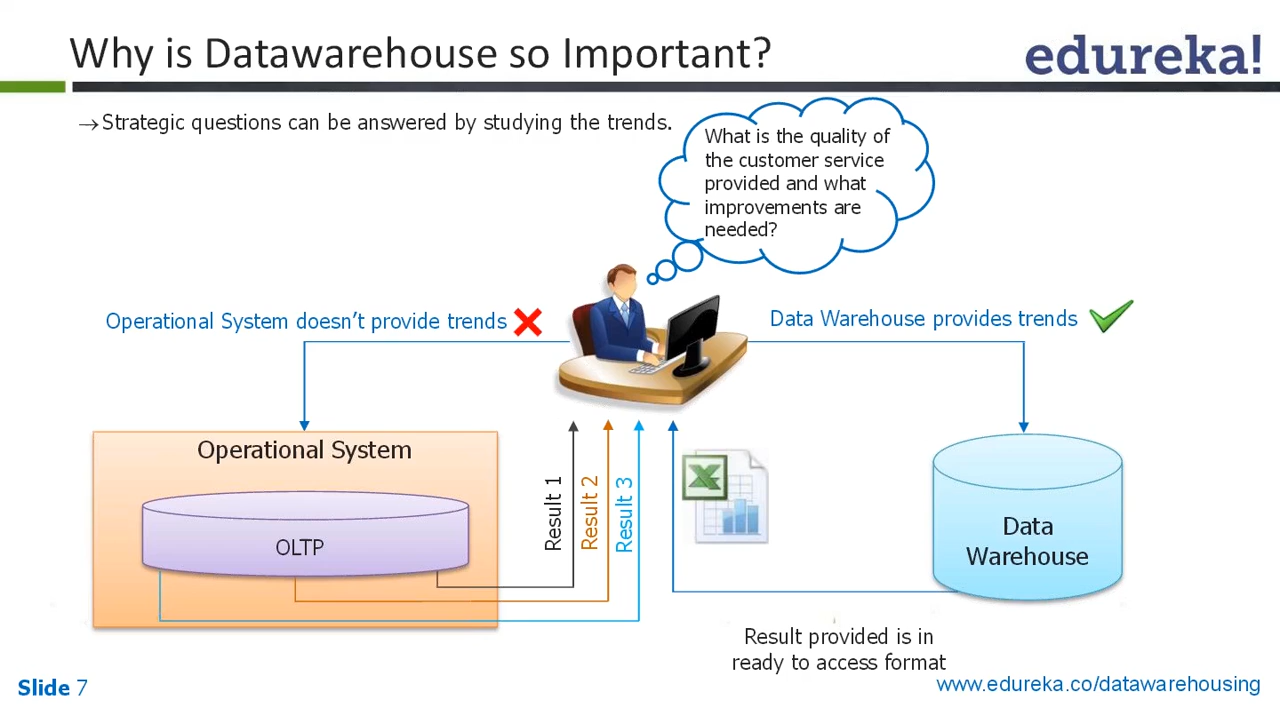 Why is Datawarehouse so Important?
edureka!
→Strategic questions can be answered by studying the trends.
What is the quality of
the customer service
provided and what
improvements are
needed?
Operational System doesn't provide trends
Data Warehouse provides trends
Operational System
OLTP
Result 1
Result 2
Result 3
X
Data
Warehouse
Result provided is in
ready to access format
Slide 7
www.edureka.co/datawarehousing